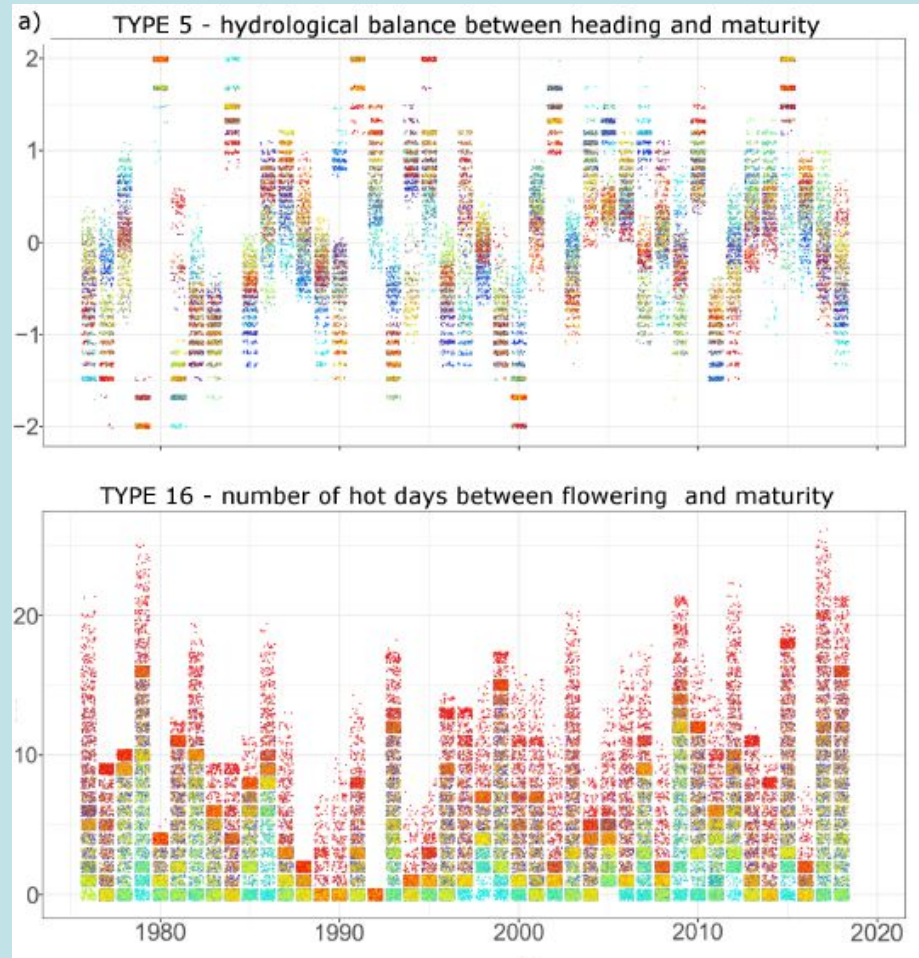 a)
TYPE 5 - hydrological balance between heading and maturity
2
1
0
−1
−2
TYPE 16 - number of hot days between flowering and maturity
20
10
0
1980 1990 2000 2010 2020